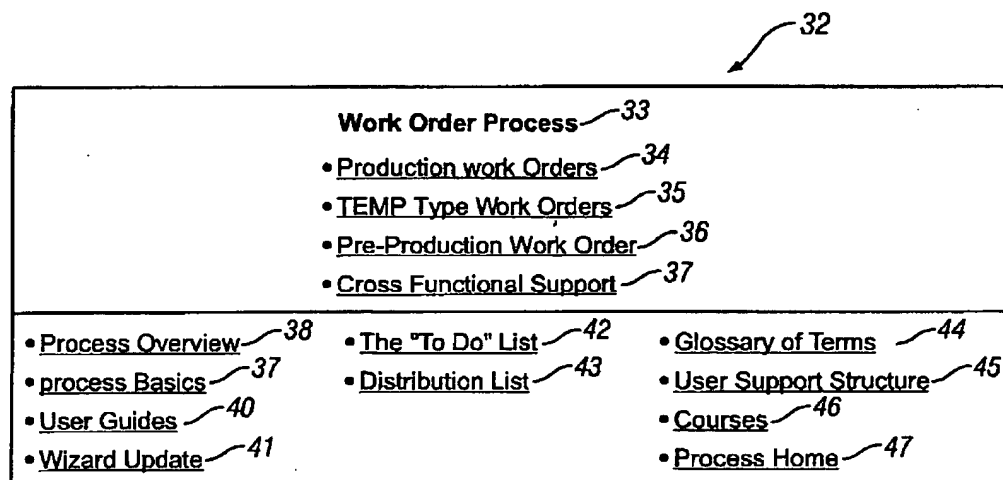 32
Work Order Process 33
• Production work Orders 34
• TEMP Type Work Orders 35
• Pre-Production Work Order 36
• Cross Functional Support 37
• Process Overview 38
• process Basics 37
• User Guides 40
• Wizard Update 41
• The "To Do" List 42
• Distribution List 43
• Glossary of Terms 44
• User Support Structure 45
• Courses 46
• Process Home 47